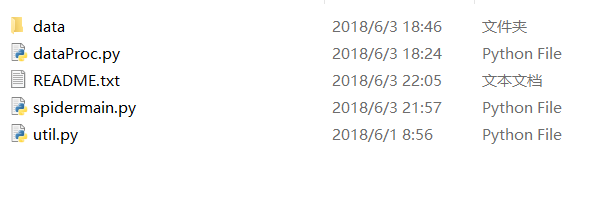 data 2018/6/3 18:46 文件夹
dataProc.py 2018/6/3 18:24 Python File
README.txt 2018/6/3 22:05 文本文档
spidermain.py 2018/6/3 21:57 Python File
util.py 2018/6/1 8:56 Python File